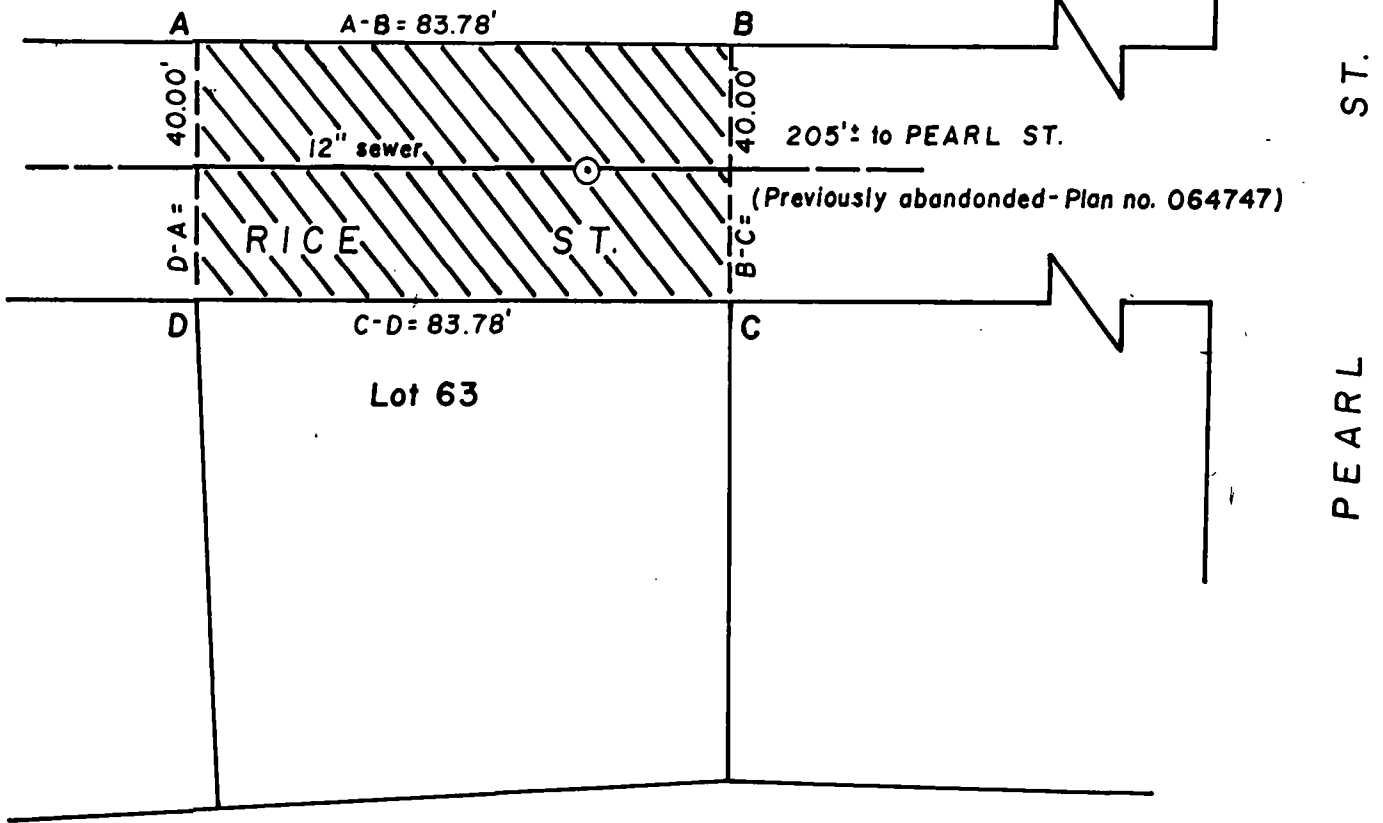 A A-B = 83.78' B
40.00'
40.00'
12" sewer
205'± to PEARL ST.
(Previously abandonded-Plan no. 064747)
D-A =
RICE ST.
B-C=
D C-D = 83.78' C
Lot 63
PEARL ST.